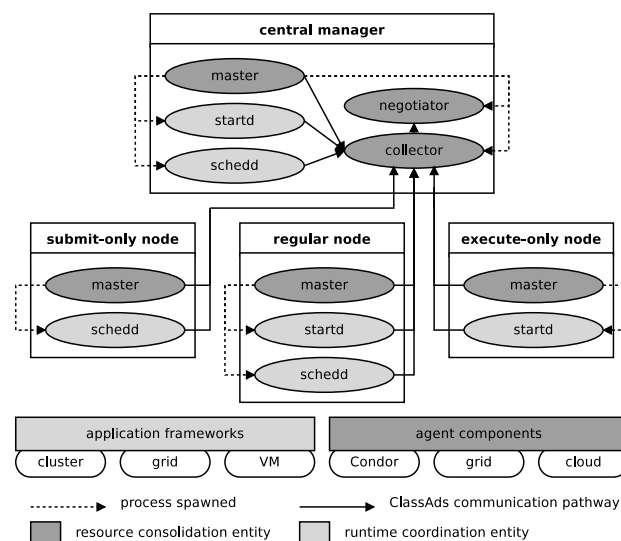 central manager
master
negotiator
startd
collector
schedd
submit-only node
master
schedd
regular node
master
startd
schedd
execute-only node
master
startd
application frameworks
cluster
grid
VM
agent components
Condor
grid
cloud
process spawned
ClassAds communication pathway
resource consolidation entity
runtime coordination entity